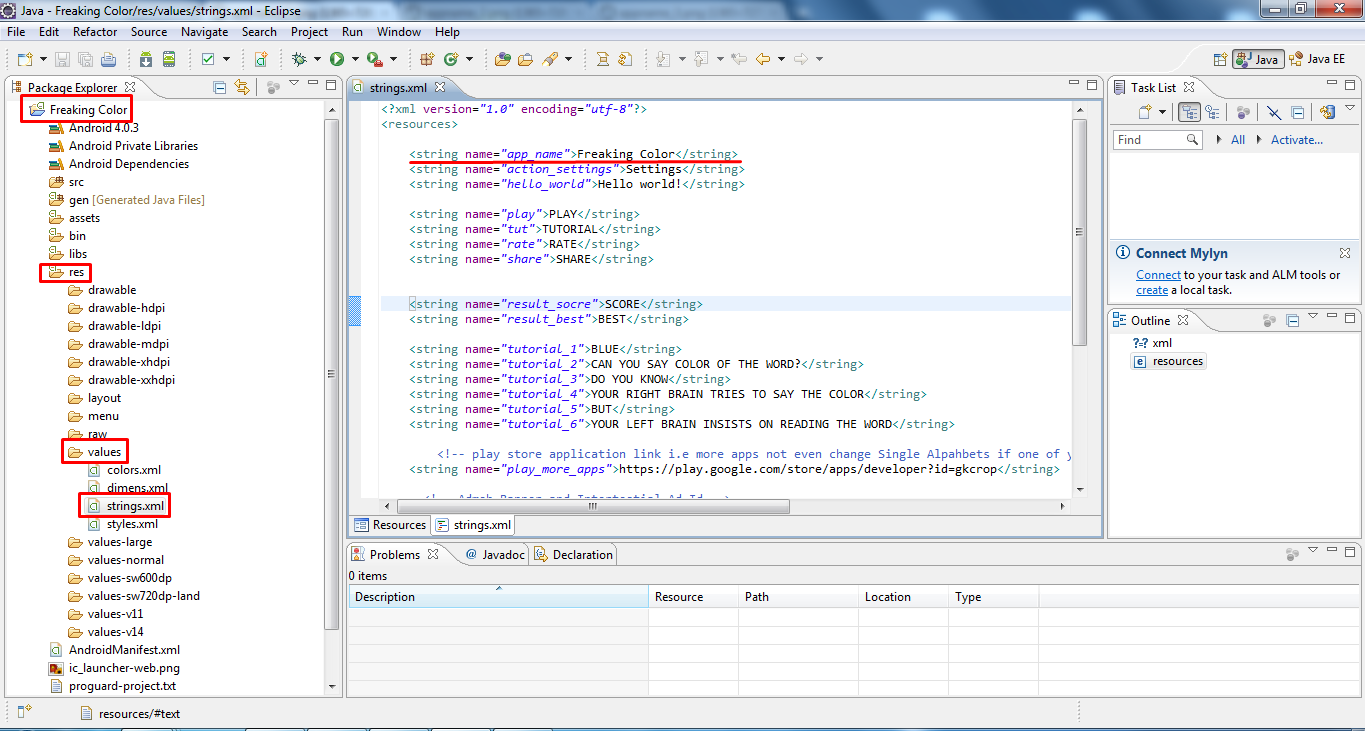 Java - Freaking Color/res/values/strings.xml - Eclipse
File Edit Refactor Source Navigate Search Project Run Window Help
Java Java EE
Package Explorer
Freaking Color
Android 4.0.3
Android Private Libraries
Android Dependencies
src
gen [Generated Java Files]
assets
bin
libs
res
drawable
drawable-hdpi
drawable-ldpi
drawable-mdpi
drawable-xhdpi
drawable-xxhdpi
layout
menu
raw
values
colors.xml
dimens.xml
strings.xml
styles.xml
values-large
values-normal
values-sw600dp
values-sw720dp-land
values-v11
values-v14
AndroidManifest.xml
ic_launcher-web.png
proguard-project.txt
strings.xml
<?xml version="1.0" encoding="utf-8"?>
<resources>
<string name="app_name">Freaking Color</string>
<string name="action_settings">Settings</string>
<string name="hello_world">Hello world!</string>
<string name="play">PLAY</string>
<string name="tut">TUTORIAL</string>
<string name="rate">RATE</string>
<string name="share">SHARE</string>
<string name="result_socre">SCORE</string>
<string name="result_best">BEST</string>
<string name="tutorial_1">BLUE</string>
<string name="tutorial_2">CAN YOU SAY COLOR OF THE WORD?</string>
<string name="tutorial_3">DO YOU KNOW</string>
<string name="tutorial_4">YOUR RIGHT BRAIN TRIES TO SAY THE COLOR</string>
<string name="tutorial_5">BUT</string>
<string name="tutorial_6">YOUR LEFT BRAIN INSISTS ON READING THE WORD</string>
<!-- play store application link i.e more apps not even change Single Alpahbets if one of y
<string name="play_more_apps">https://play.google.com/store/apps/developer?id=gkcrop</string>
Resources strings.xml
Task List
Find All Activate...
Connect Mylyn
Connect to your task and ALM tools or
create a local task.
Outline
?-? xml
e resources
Problems @ Javadoc Declaration
0 items
Description Resource Path Location Type
resources/#text